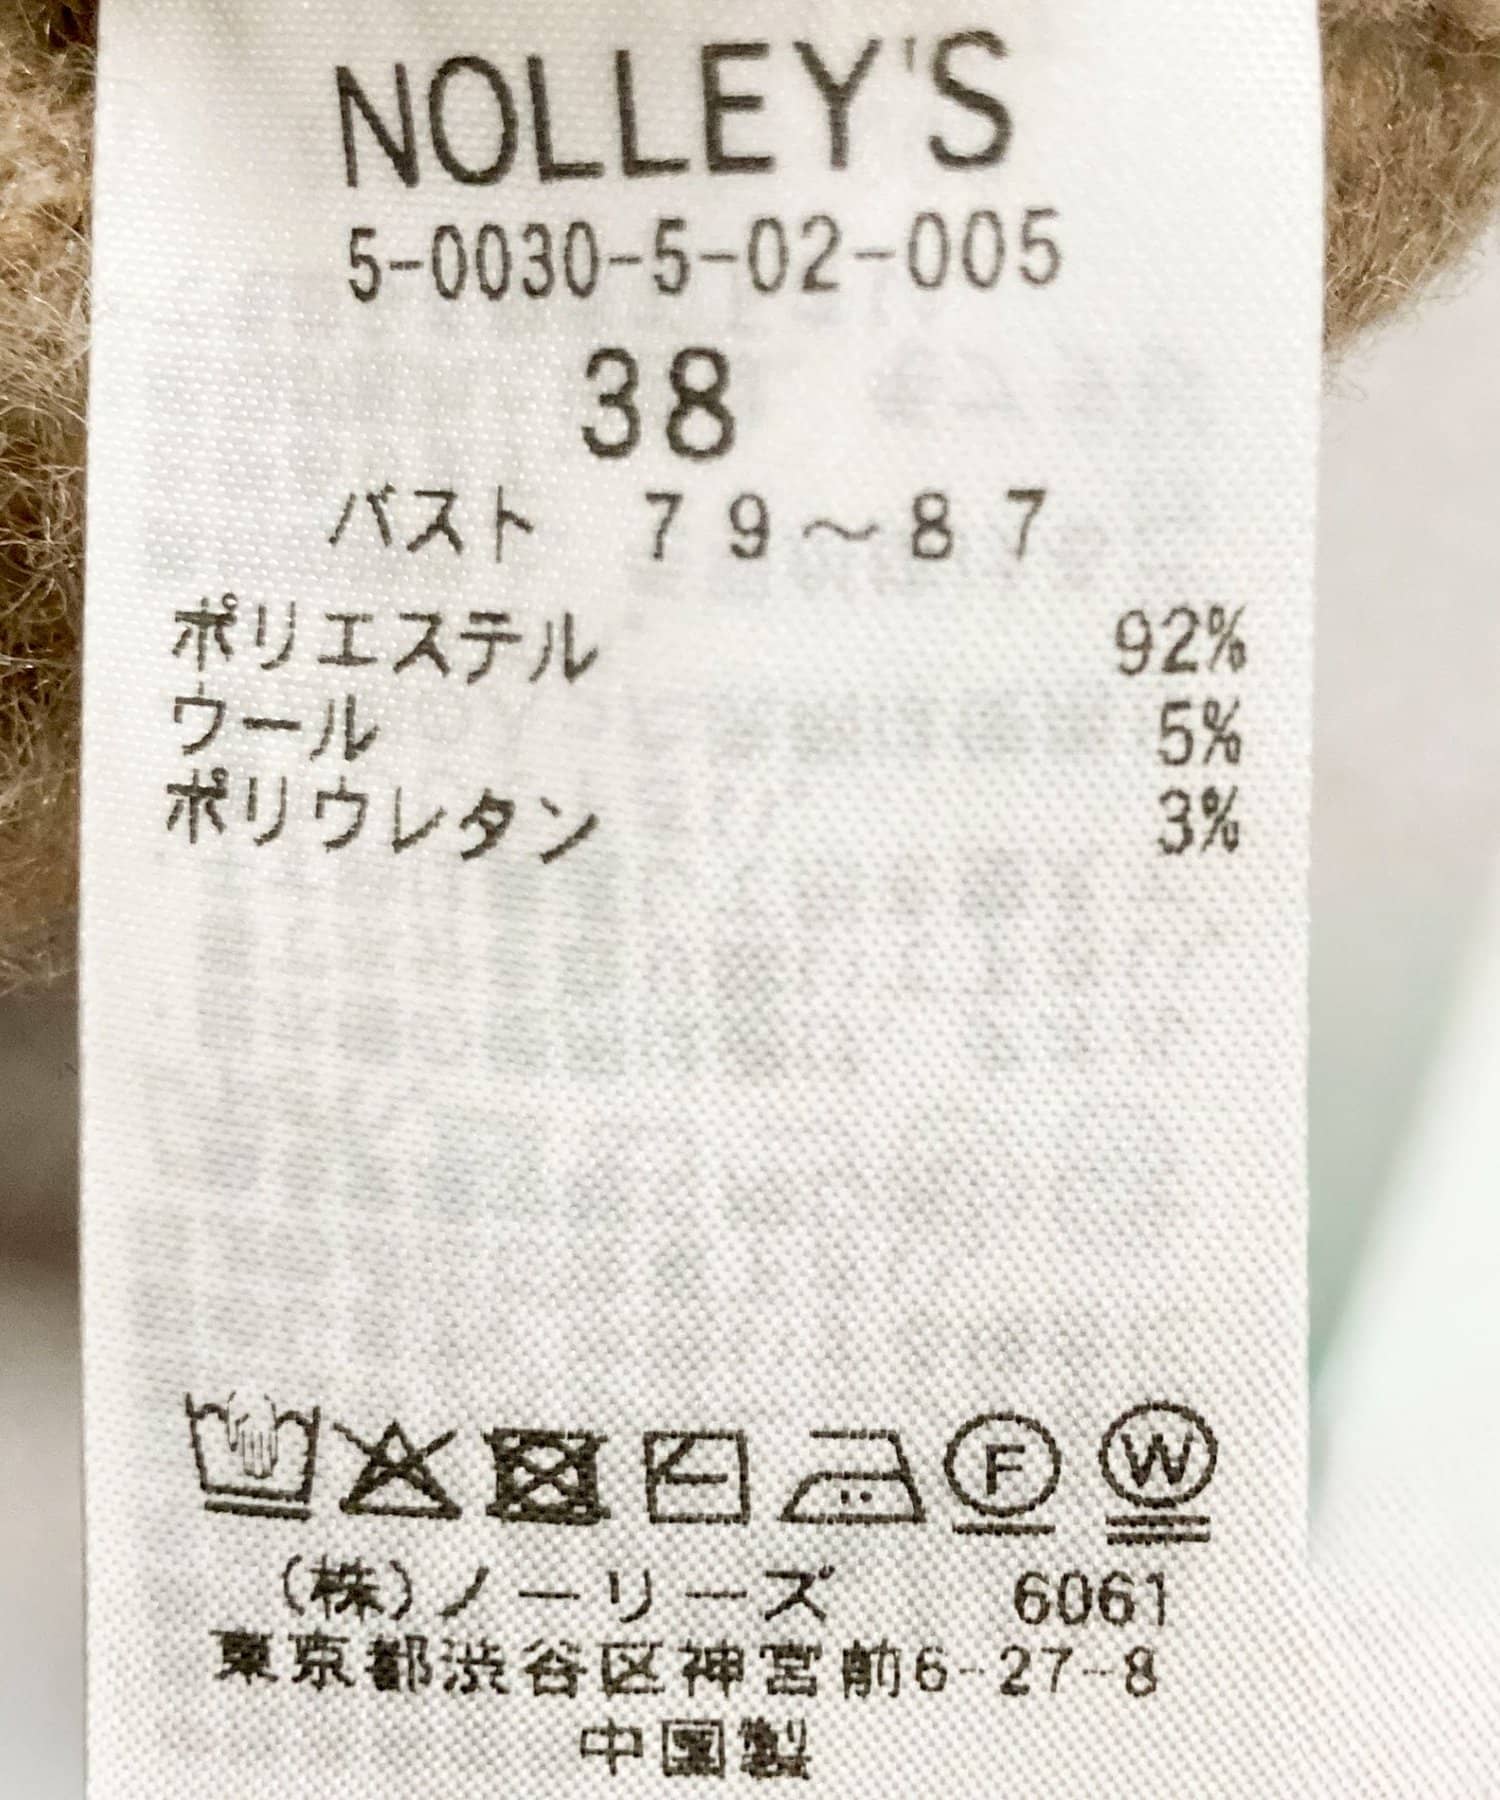 NOLLEY'S
5-0030-5-02-005
38
バスト 79～87
ポリエステル 92%
ウール 5%
ポリウレタン 3%
F W
(株)ノーリーズ 6061
東京都渋谷区神宮前6-27-8
中国製